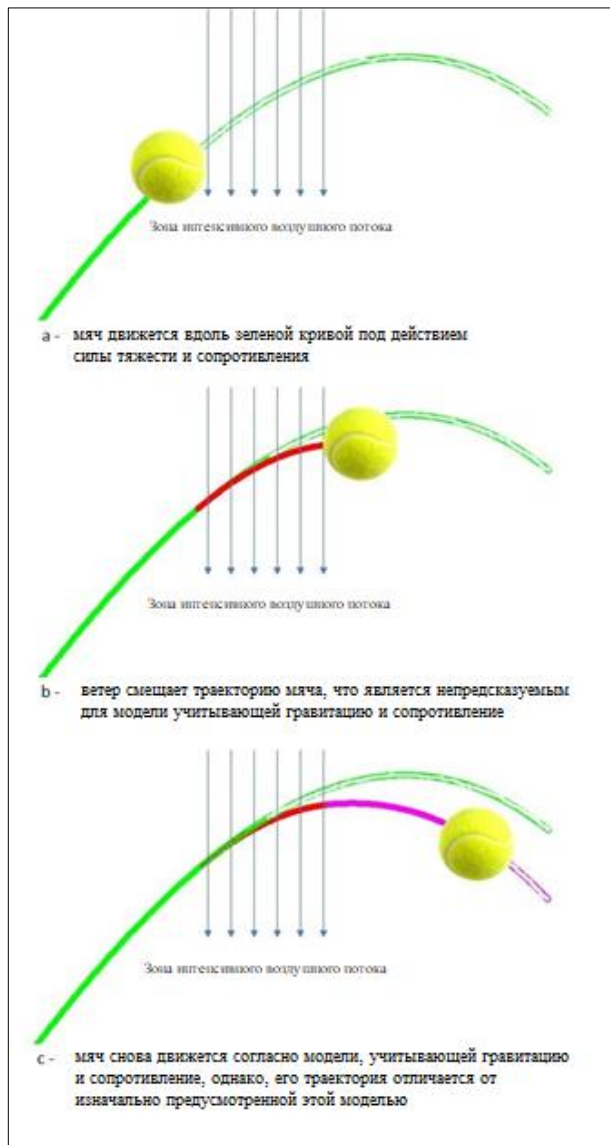 Зона интенсивного воздушного потока
a - мяч движется вдоль зеленой кривой под действием
силы тяжести и сопротивления
Зона интенсивного воздушного потока
b - ветер смещает траекторию мяча, что является непредсказуемым
для модели учитывающей гравитацию и сопротивление
Зона интенсивного воздушного потока
c - мяч снова движется согласно модели, учитывающей гравитацию
и сопротивление, однако, его траектория отличается от
изначально предусмотренной этой моделью